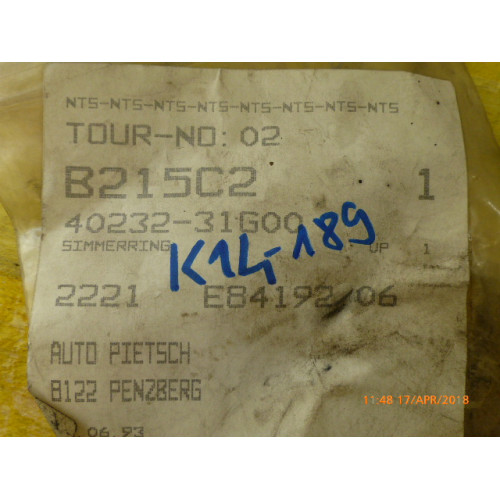 NTS-NTS-NTS-NTS-NTS-NTS-NTS-NTS
TOUR-NO: 02
B215C2 1
40232-31G00
SIMMERRING UP 1
K14-189
2221 E84192/06
AUTO PIETSCH
8122 PENZBERG
06.93
11:48 17/APR/2018